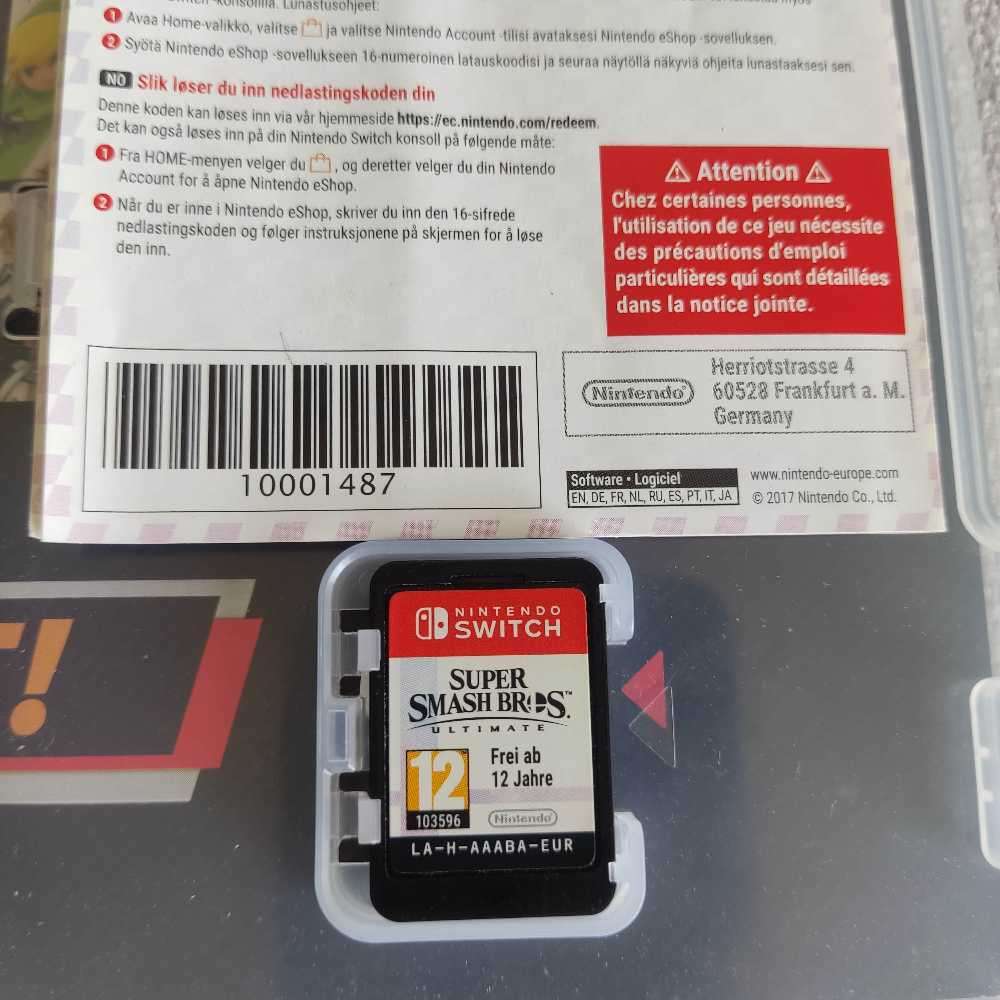 -konsolilla. Lunastusohjeet:
1 Avaa Home-valikko, valitse ja valitse Nintendo Account -tilisi avataksesi Nintendo eShop -sovelluksen.
2 Syötä Nintendo eShop -sovellukseen 16-numeroinen latauskoodisi ja seuraa näytöllä näkyviä ohjeita lunastaaksesi sen.
NO Slik løser du inn nedlastingskoden din
Denne koden kan løses inn via vår hjemmeside https://ec.nintendo.com/redeem.
Det kan også løses inn på din Nintendo Switch konsoll på følgende måte:
1 Fra HOME-menyen velger du , og deretter velger du din Nintendo
Account for å åpne Nintendo eShop.
2 Når du er inne i Nintendo eShop, skriver du inn den 16-sifrede
nedlastingskoden og følger instruksjonene på skjermen for å løse
den inn.
⚠ Attention ⚠
Chez certaines personnes,
l'utilisation de ce jeu nécessite
des précautions d'emploi
particulières qui sont détaillées
dans la notice jointe.
10001487
Nintendo
Herriotstrasse 4
60528 Frankfurt a. M.
Germany
Software • Logiciel
EN, DE, FR, NL, RU, ES, PT, IT, JA
www.nintendo-europe.com
© 2017 Nintendo Co., Ltd.
!
NINTENDO
SWITCH
SUPER
SMASH BROS.™
ULTIMATE
12
103596
Frei ab
12 Jahre
Nintendo
LA-H-AAABA-EUR